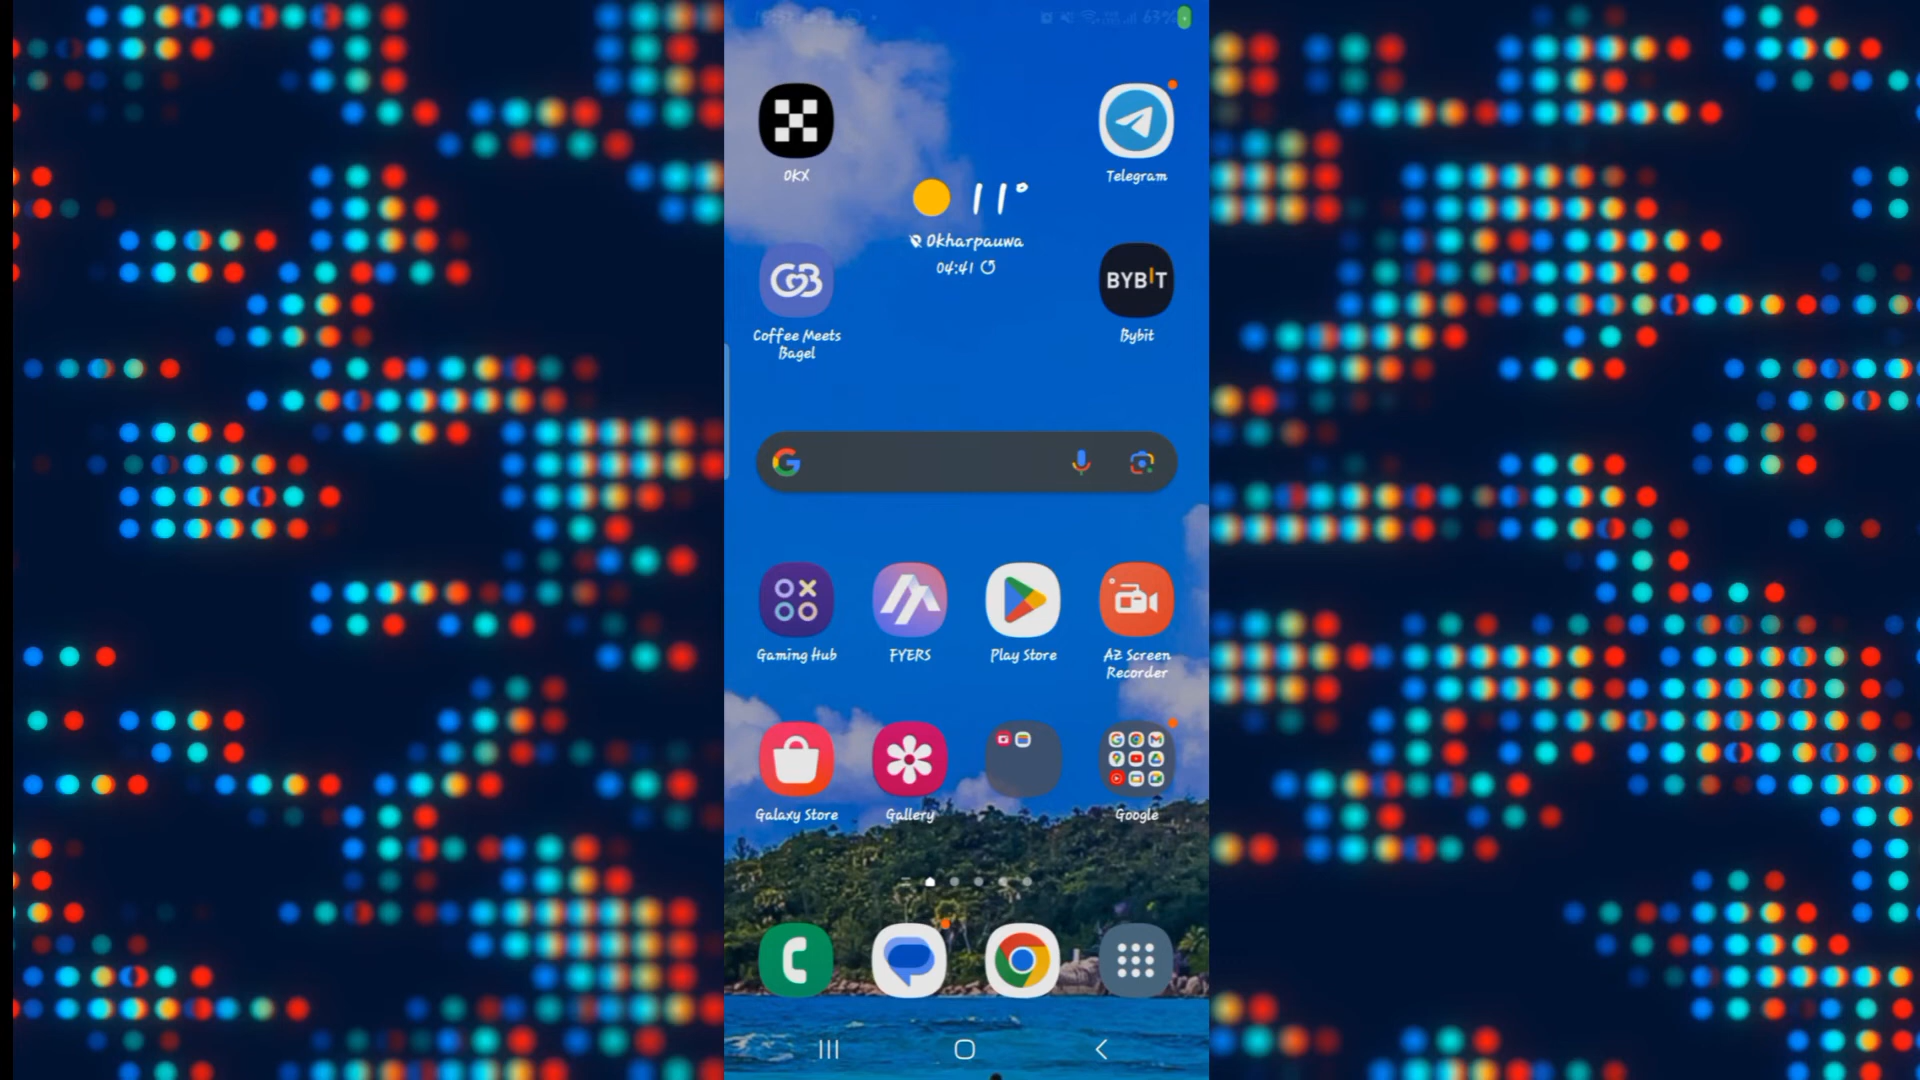 63%
OKX
Telegram
11°
Okharpauwa
04:41
Coffee Meets
Bagel
BYBIT
Bybit
Gaming Hub
FYERS
Play Store
AZ Screen
Recorder
Galaxy Store
Gallery
Google